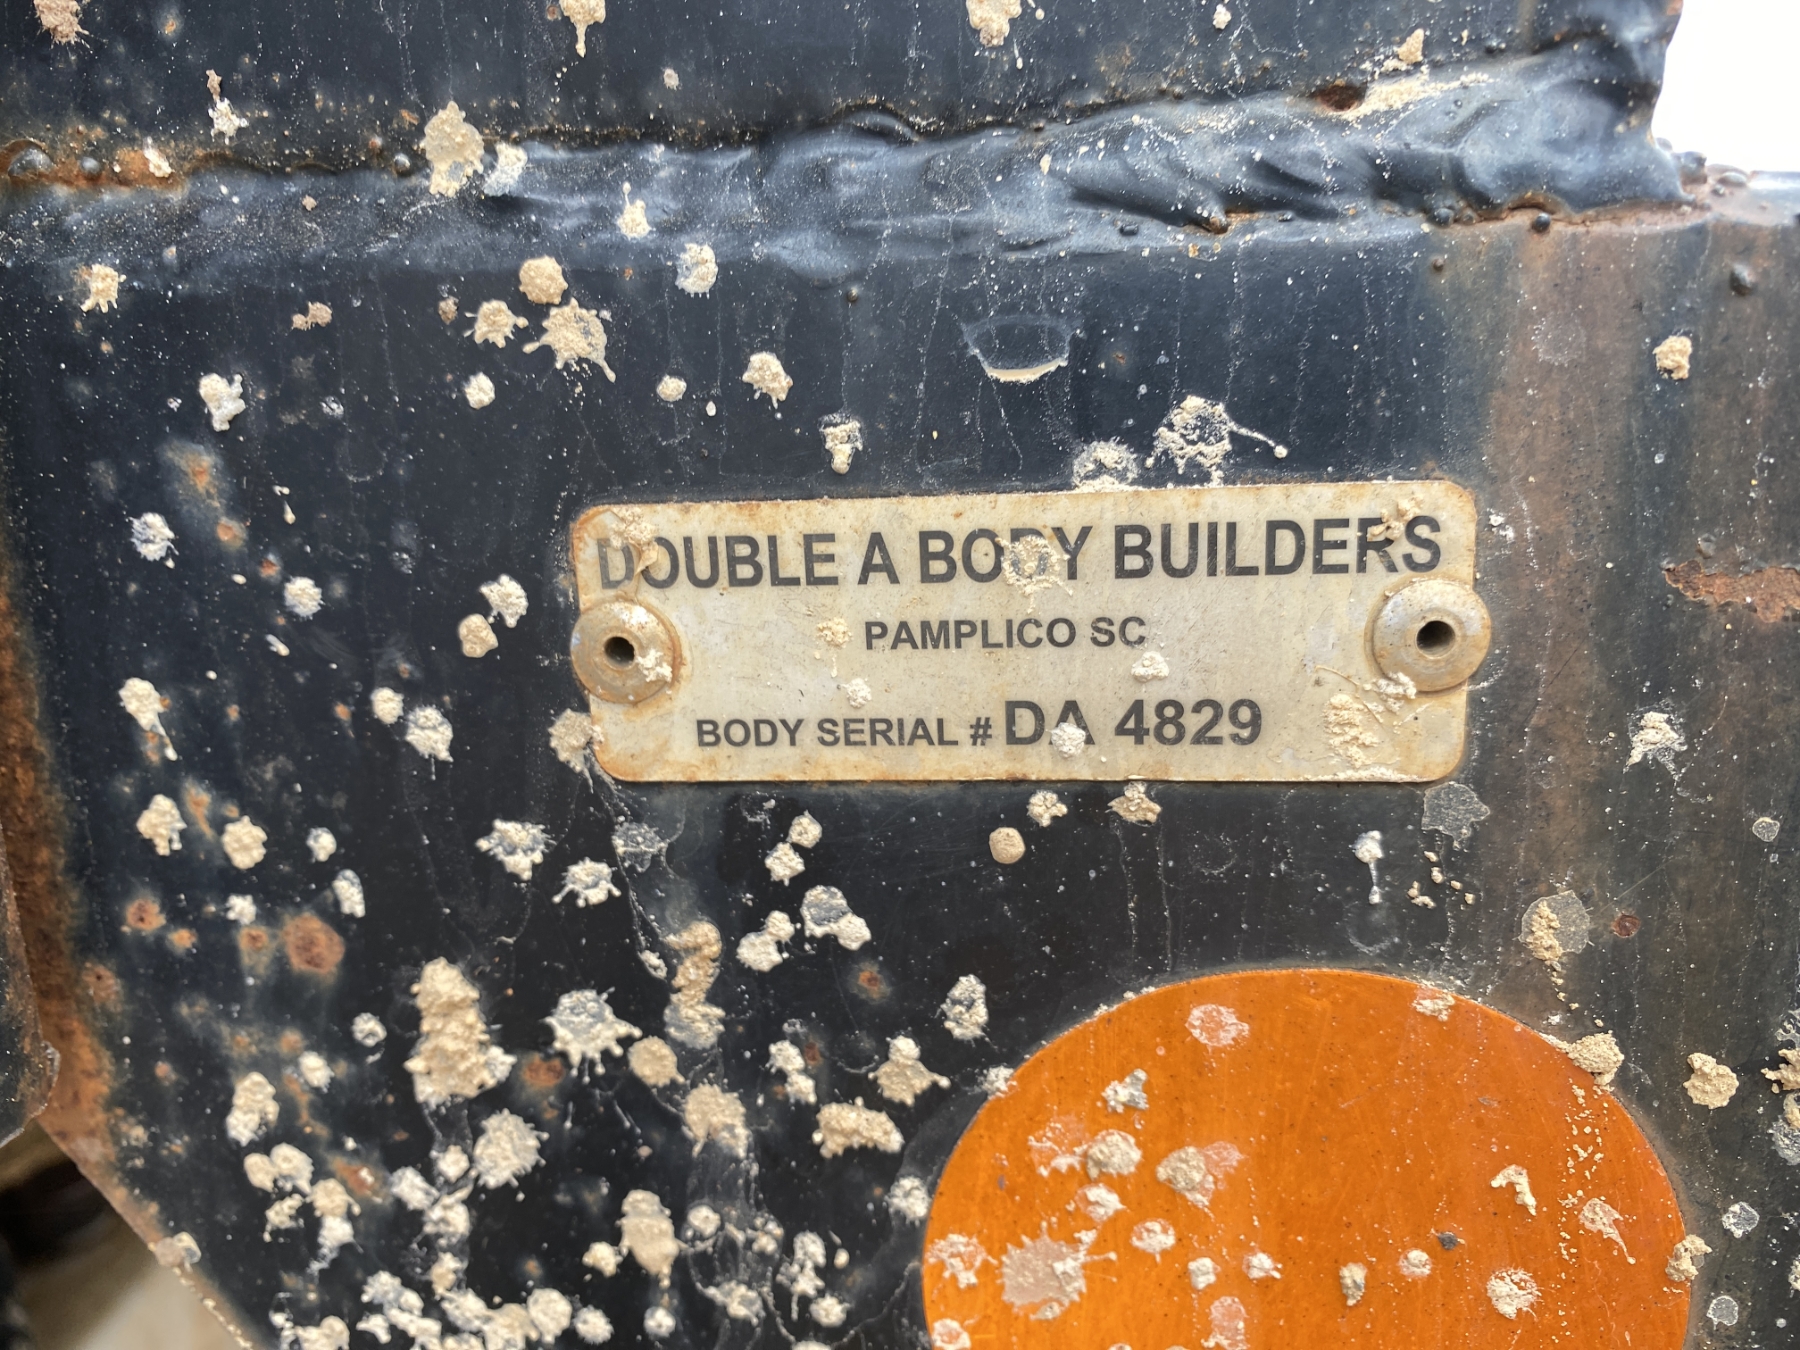 DOUBLE A BODY BUILDERS
PAMPLICO SC
BODY SERIAL # DA 4829